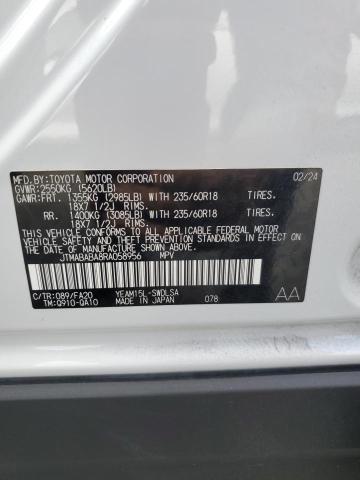 MFD.BY:TOYOTA MOTOR CORPORATION 02/24
GVWR:2550KG (5620LB)
GAWR:FRT. 1355KG (2985LB)WITH 235/60R18 TIRES.
18X7 1/2J RIMS.
RR. 1400KG (3085LB)WITH 235/60R18 TIRES.
18X7 1/2J RIMS.
THIS VEHICLE CONFORMS TO ALL APPLICABLE FEDERAL MOTOR
VEHICLE SAFETY STANDARDS IN EFFECT ON THE DATE OF
MANUFACTURE SHOWN ABOVE.
JTMABABA8RA058956 MPV
C/TR:089/FA20 YEAM15L-SWDLSA
TM:Q910-QA10 MADE IN JAPAN 078
AA